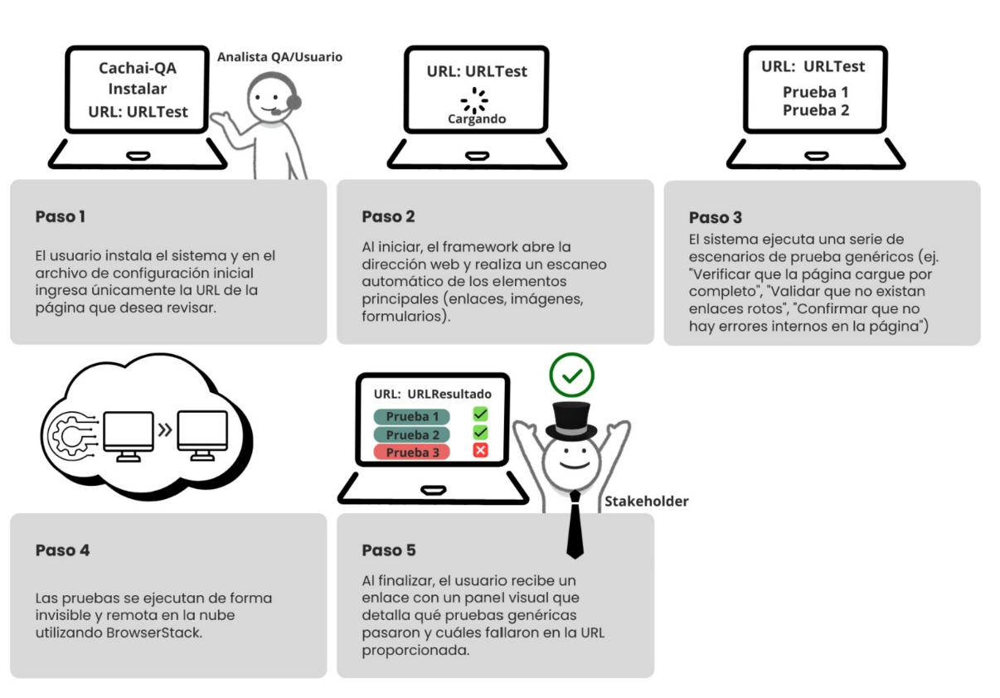 Cachai-QA
Instalar
URL: URLTest
Analista QA/Usuario
URL: URLTest
Cargando
URL: URLTest
Prueba 1
Prueba 2
Paso 1
El usuario instala el sistema y en el
archivo de configuración inicial
ingresa únicamente la URL de la
página que desea revisar.
Paso 2
Al iniciar, el framework abre la
dirección web y realiza un escaneo
automático de los elementos
principales (enlaces, imágenes,
formularios).
Paso 3
El sistema ejecuta una serie de
escenarios de prueba genéricos (ej.
"Verificar que la página cargue por
completo", "Validar que no existan
enlaces rotos", "Confirmar que no
hay errores internos en la página")
URL: URLResultado
Prueba 1
Prueba 2
Prueba 3
Stakeholder
Paso 4
Las pruebas se ejecutan de forma
invisible y remota en la nube
utilizando BrowserStack.
Paso 5
Al finalizar, el usuario recibe un
enlace con un panel visual que
detalla qué pruebas genéricas
pasaron y cuáles fallaron en la URL
proporcionada.